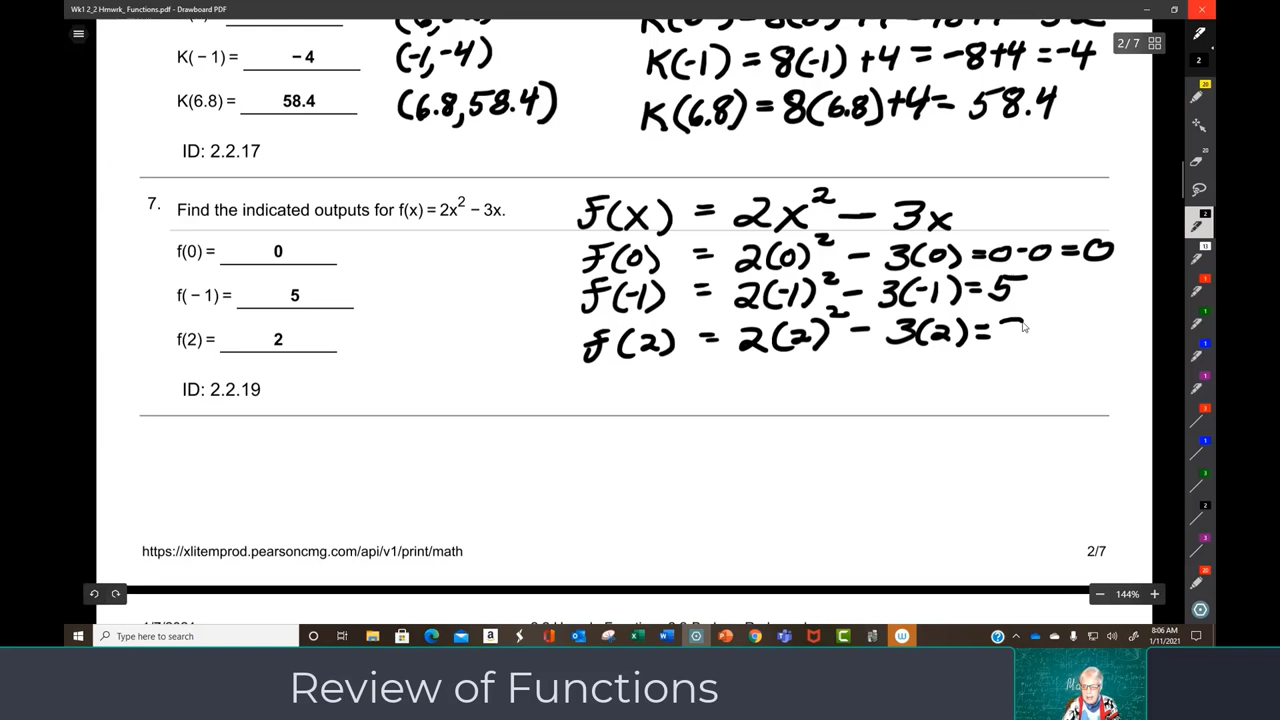 Wk1 2_2 Hmwrk_Functions.pdf - Drawboard PDF
2 / 7
K(− 1) = − 4 (-1, -4) K(-1) = 8(-1) +4 = -8+4 = -4
K(6.8) = 58.4 (6.8, 58.4) K(6.8) = 8(6.8)+4 = 58.4
ID: 2.2.17
7. Find the indicated outputs for f(x) = 2x² − 3x.
f(x) = 2x² - 3x
f(0) = 0 f(0) = 2(0)² - 3(0) = 0-0 = 0
f(− 1) = 5 f(-1) = 2(-1)² - 3(-1) = 5
f(2) = 2 f(2) = 2(2)² - 3(2) =
ID: 2.2.19
https://xlitemprod.pearsoncmg.com/api/v1/print/math 2/7
144%
Type here to search
8:06 AM
1/11/2021
Review of Functions